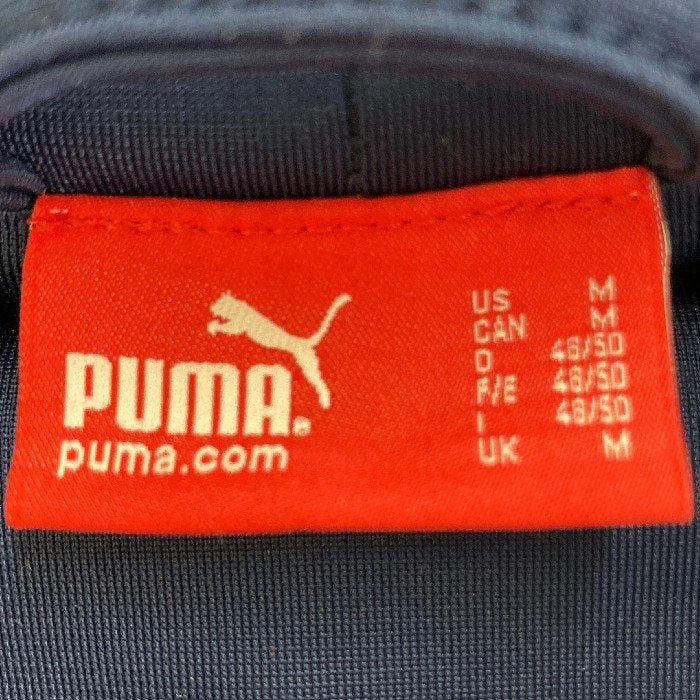 PUMA.
puma.com
US M
CAN M
D 48/50
F/E 48/50
I 48/50
UK M